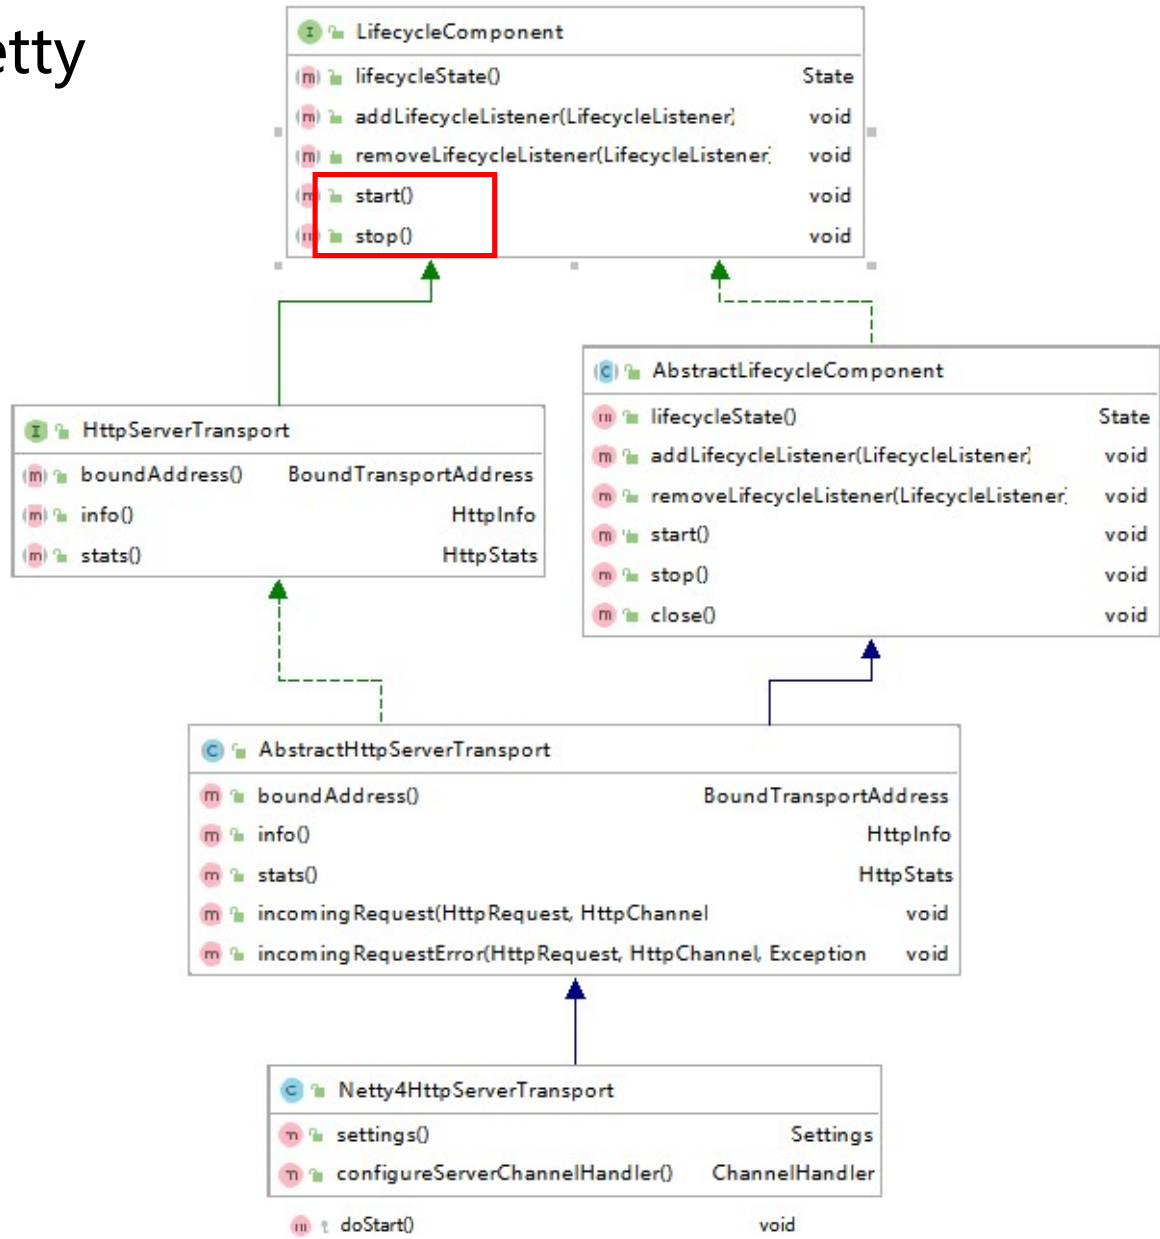 etty
LifecycleComponent
lifecycleState() State
addLifecycleListener(LifecycleListener) void
removeLifecycleListener(LifecycleListener) void
start() void
stop() void
AbstractLifecycleComponent
lifecycleState() State
addLifecycleListener(LifecycleListener) void
removeLifecycleListener(LifecycleListener) void
start() void
stop() void
close() void
HttpServerTransport
boundAddress() BoundTransportAddress
info() HttpInfo
stats() HttpStats
AbstractHttpServerTransport
boundAddress() BoundTransportAddress
info() HttpInfo
stats() HttpStats
incomingRequest(HttpRequest, HttpChannel void
incomingRequestError(HttpRequest, HttpChannel, Exception void
Netty4HttpServerTransport
settings() Settings
configureServerChannelHandler() ChannelHandler
doStart() void